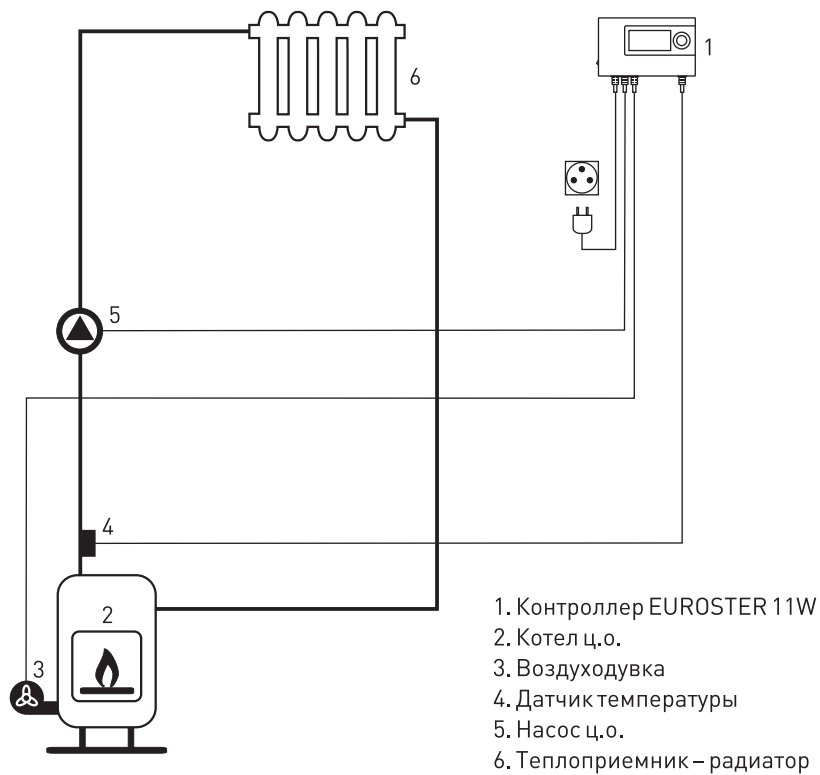 6
1
5
4
2
3
1. Контроллер EUROSTER 11W
2. Котел ц.о.
3. Воздуходувка
4. Датчик температуры
5. Насос ц.о.
6. Теплоприемник – радиатор